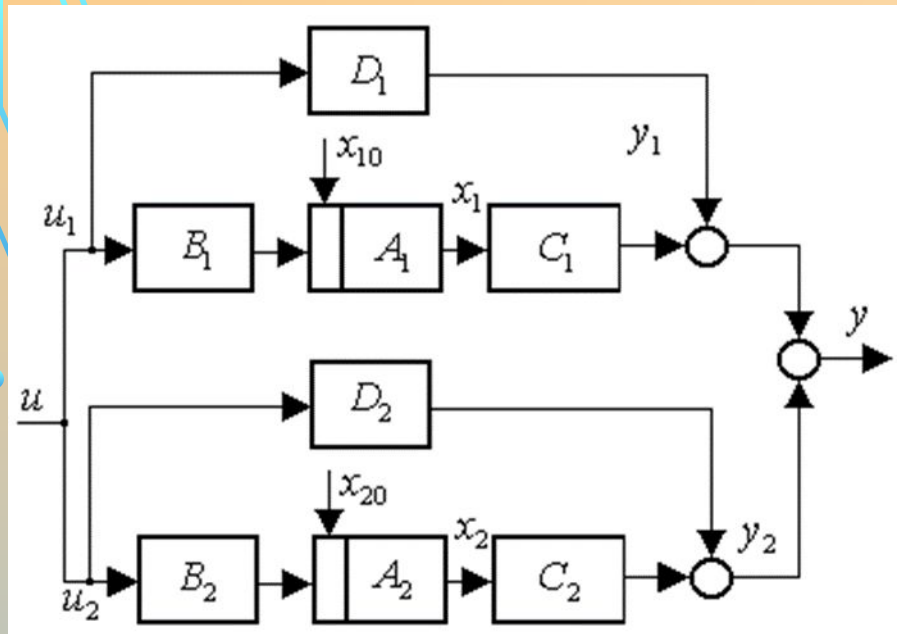 D₁
x₁₀
y₁
u₁
B₁
A₁
x₁
C₁
y
u
D₂
x₂₀
u₂
B₂
A₂
x₂
C₂
y₂